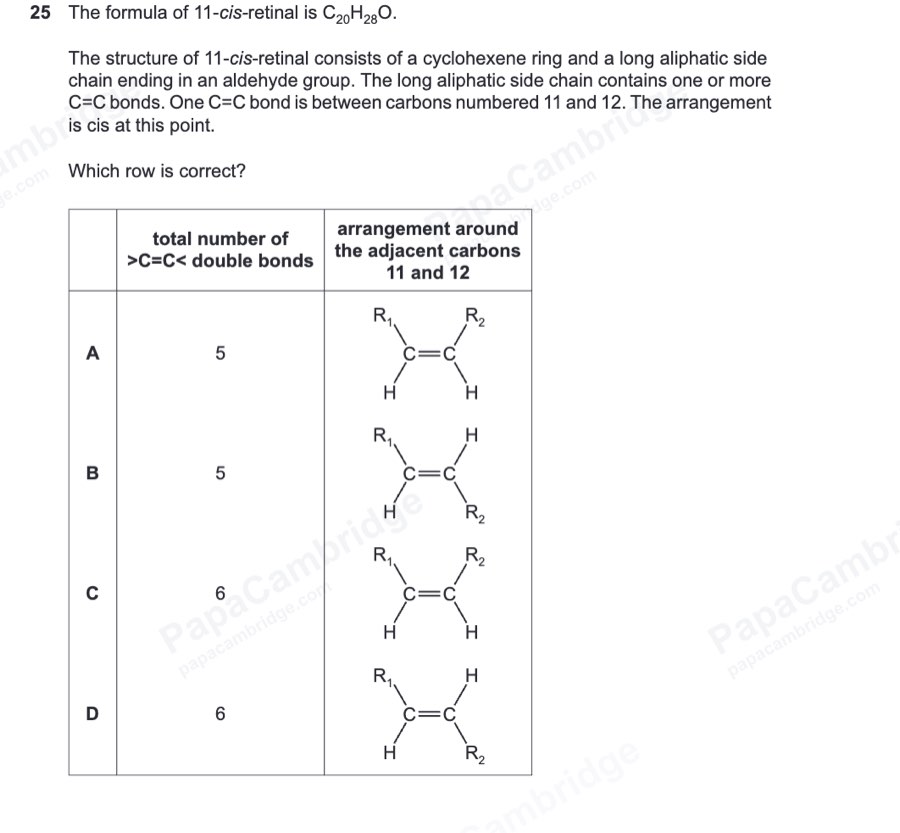 25 The formula of 11-cis-retinal is C₂₀H₂₈O.
The structure of 11-cis-retinal consists of a cyclohexene ring and a long aliphatic side
chain ending in an aldehyde group. The long aliphatic side chain contains one or more
C=C bonds. One C=C bond is between carbons numbered 11 and 12. The arrangement
is cis at this point.
Which row is correct?
total number of
>C=C< double bonds
arrangement around
the adjacent carbons
11 and 12
R₁ R₂
A 5 C=C
H H
R₁ H
B 5 C=C
H R₂
R₁ R₂
C 6 C=C
H H
R₁ H
D 6 C=C
H R₂
PapaCambridge
papacambridge.com
PapaCambridge
PapaCambridge
papacambridge.com